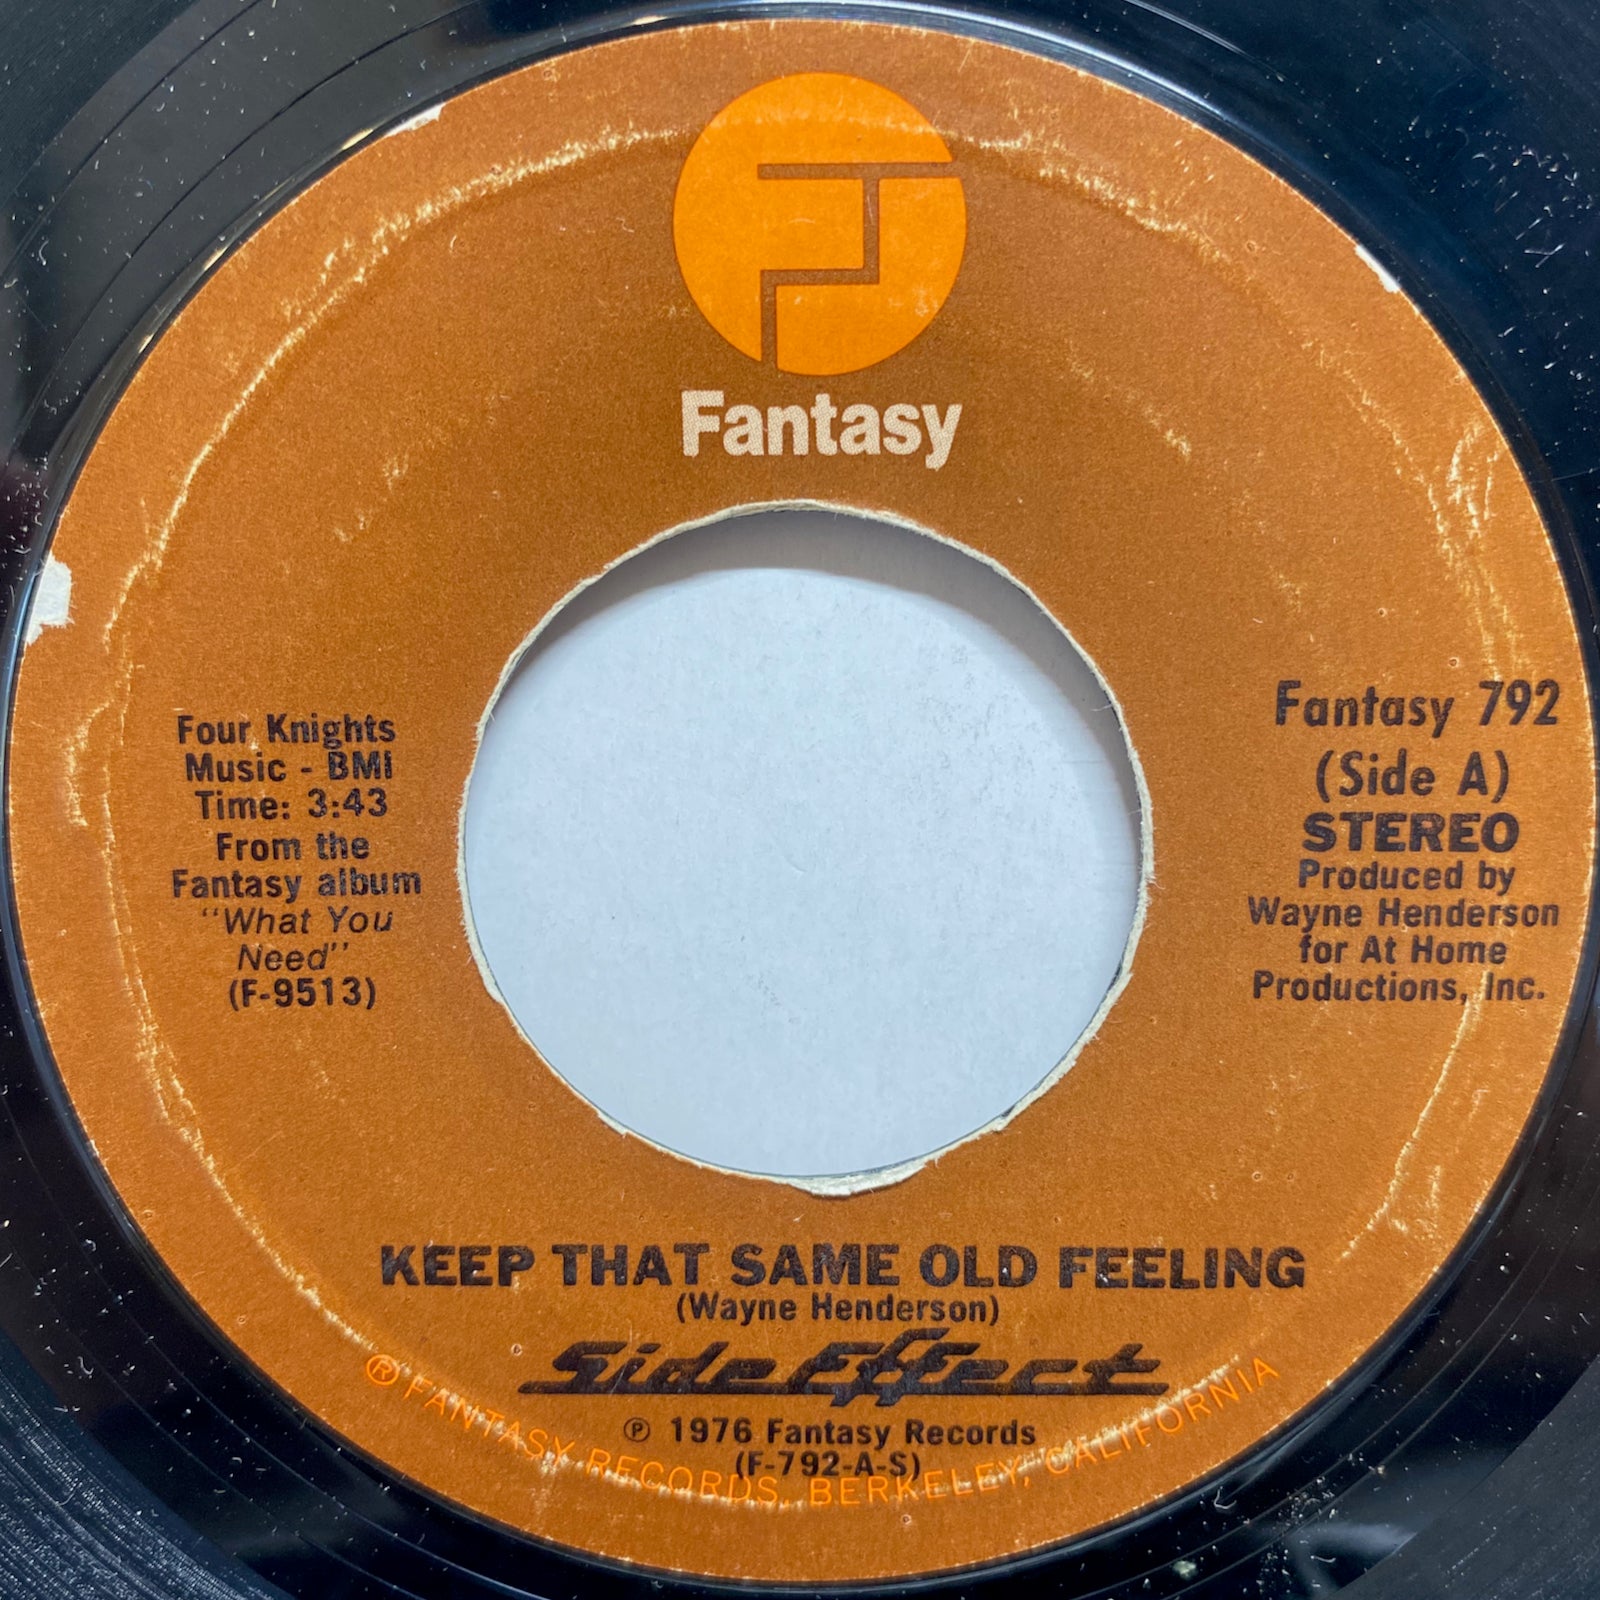 Fantasy
Four Knights
Music - BMI
Time: 3:43
From the
Fantasy album
"What You
Need"
(F-9513)
Fantasy 792
(Side A)
STEREO
Produced by
Wayne Henderson
for At Home
Productions, Inc.
KEEP THAT SAME OLD FEELING
(Wayne Henderson)
Side Effect
℗ 1976 Fantasy Records
(F-792-A-S)
® FANTASY RECORDS, BERKELEY, CALIFORNIA